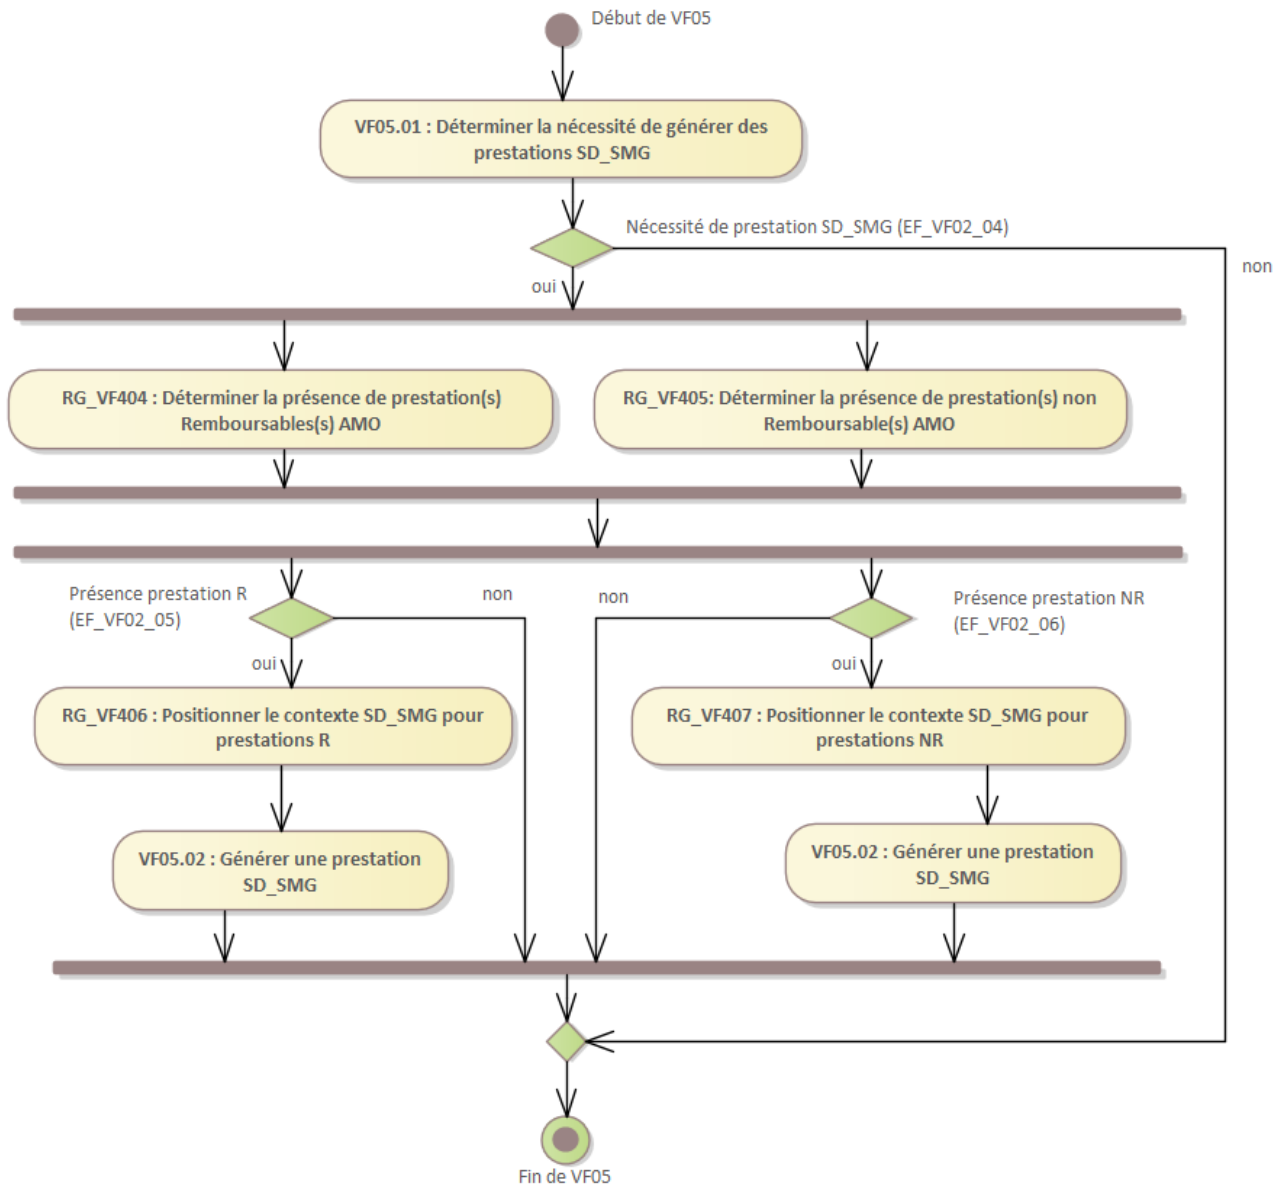 Début de VF05
VF05.01 : Déterminer la nécessité de générer des
prestations SD_SMG
Nécessité de prestation SD_SMG (EF_VF02_04)
non
oui
RG_VF404 : Déterminer la présence de prestation(s)
Remboursables(s) AMO
RG_VF405: Déterminer la présence de prestation(s) non
Remboursable(s) AMO
Présence prestation R
(EF_VF02_05)
non
non
Présence prestation NR
(EF_VF02_06)
oui
oui
RG_VF406 : Positionner le contexte SD_SMG pour
prestations R
RG_VF407 : Positionner le contexte SD_SMG pour
prestations NR
VF05.02 : Générer une prestation
SD_SMG
VF05.02 : Générer une prestation
SD_SMG
Fin de VF05